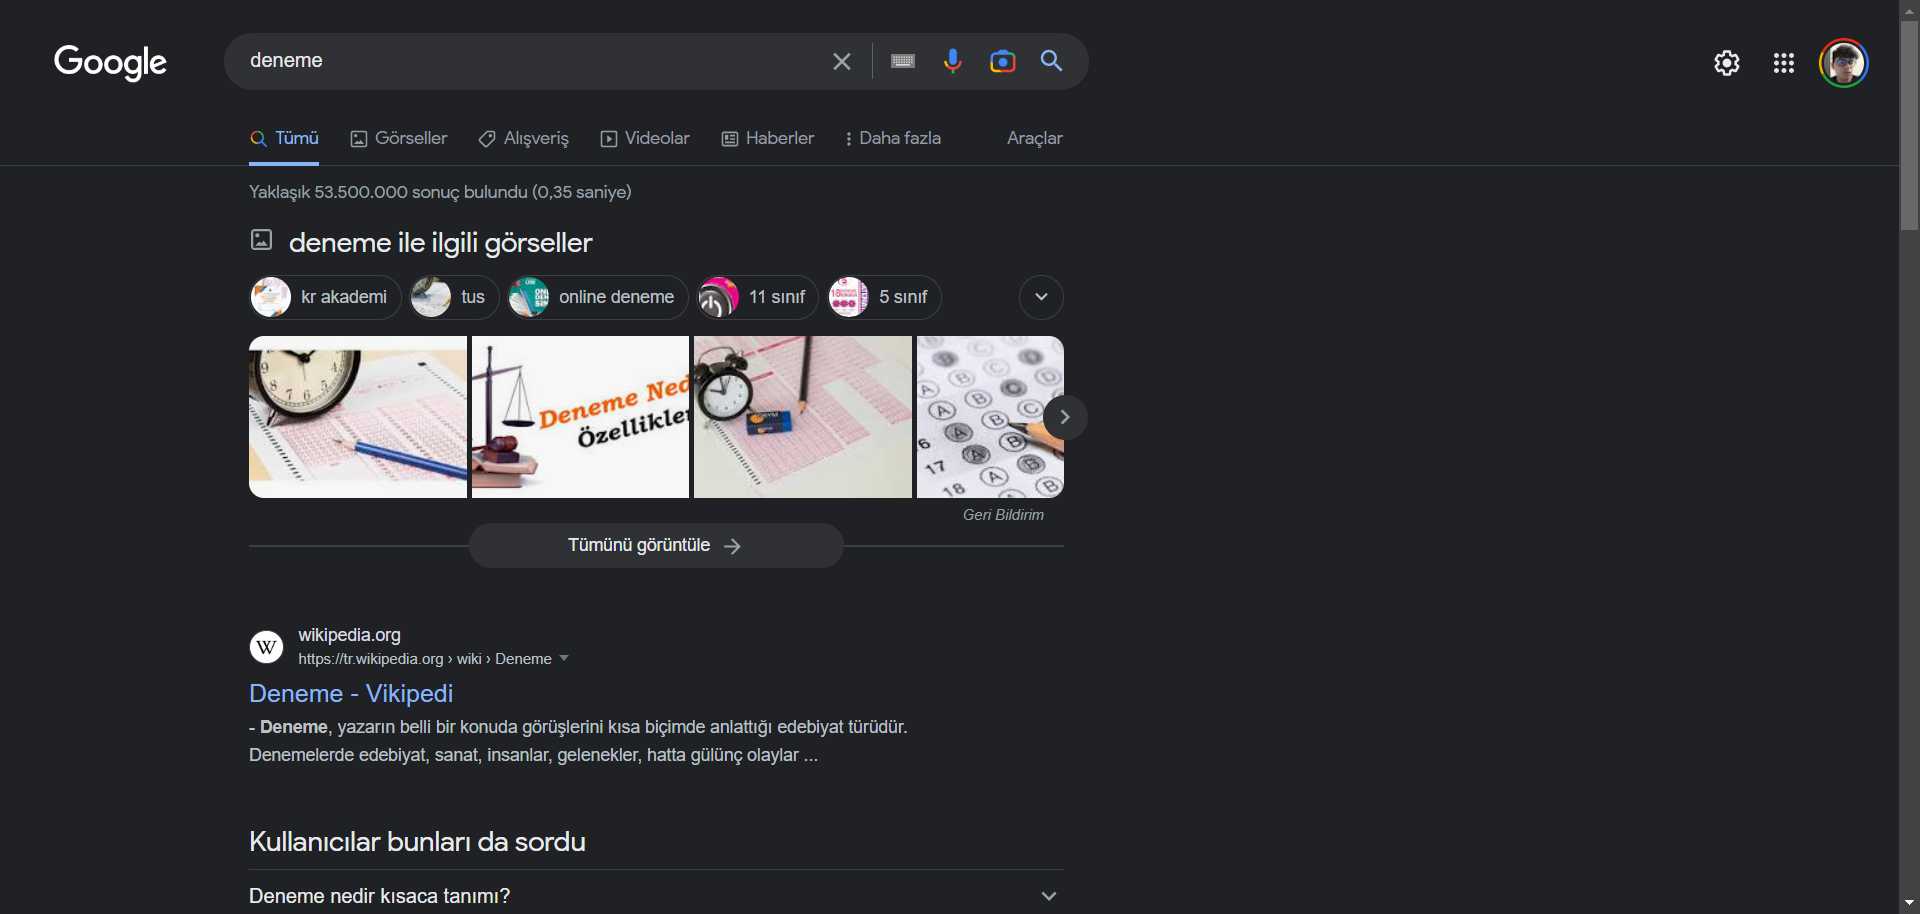 Google
deneme
Tümü Görseller Alışveriş Videolar Haberler Daha fazla Araçlar
Yaklaşık 53.500.000 sonuç bulundu (0,35 saniye)
deneme ile ilgili görseller
kr akademi tus online deneme 11 sınıf 5 sınıf
Deneme Ned
Özellikler
A B C D
A B C
6 A B
17 A B
18 A B
Geri Bildirim
Tümünü görüntüle
W wikipedia.org
https://tr.wikipedia.org › wiki › Deneme
Deneme - Vikipedi
- Deneme, yazarın belli bir konuda görüşlerini kısa biçimde anlattığı edebiyat türüdür.
Denemelerde edebiyat, sanat, insanlar, gelenekler, hatta gülünç olaylar ...
Kullanıcılar bunları da sordu
Deneme nedir kısaca tanımı?